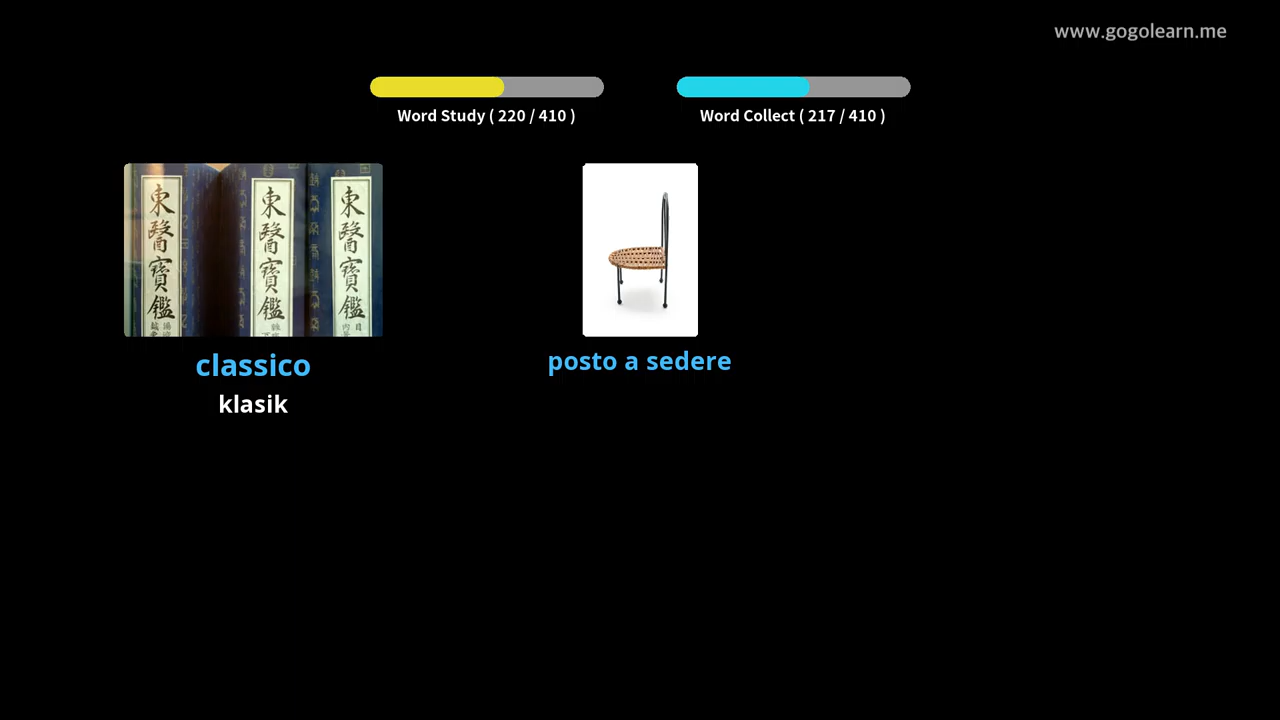 www.gogolearn.me
Word Study ( 220 / 410 )
Word Collect ( 217 / 410 )
東醫寶鑑
東醫寶鑑
東醫寶鑑
classico
posto a sedere
klasik